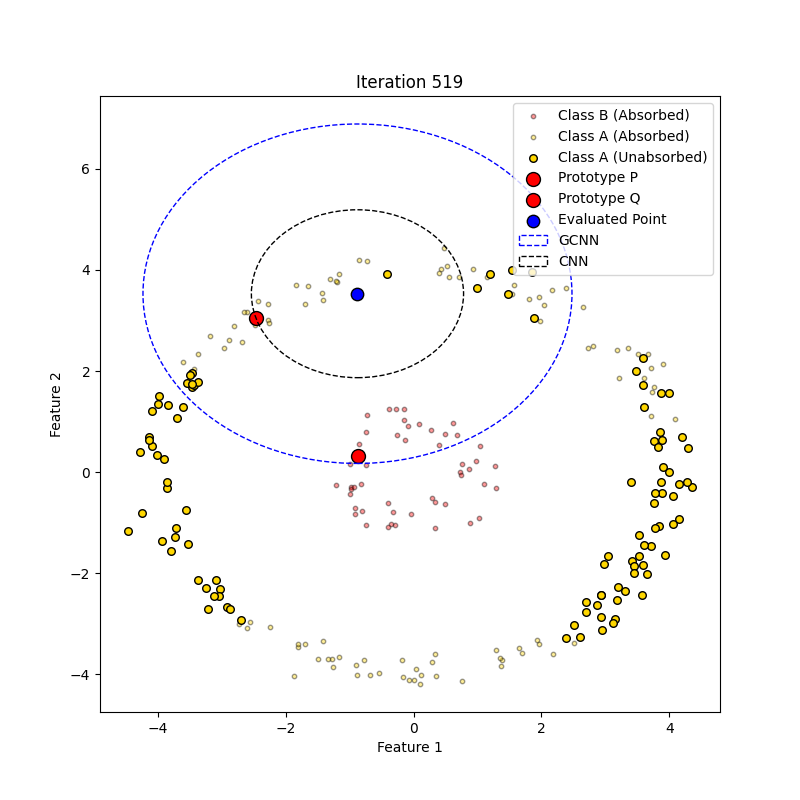 Iteration 519
Class B (Absorbed)
Class A (Absorbed)
Class A (Unabsorbed)
Prototype P
Prototype Q
Evaluated Point
GCNN
CNN
6
4
2
0
−2
−4
Feature 2
−4
−2
0
2
4
Feature 1